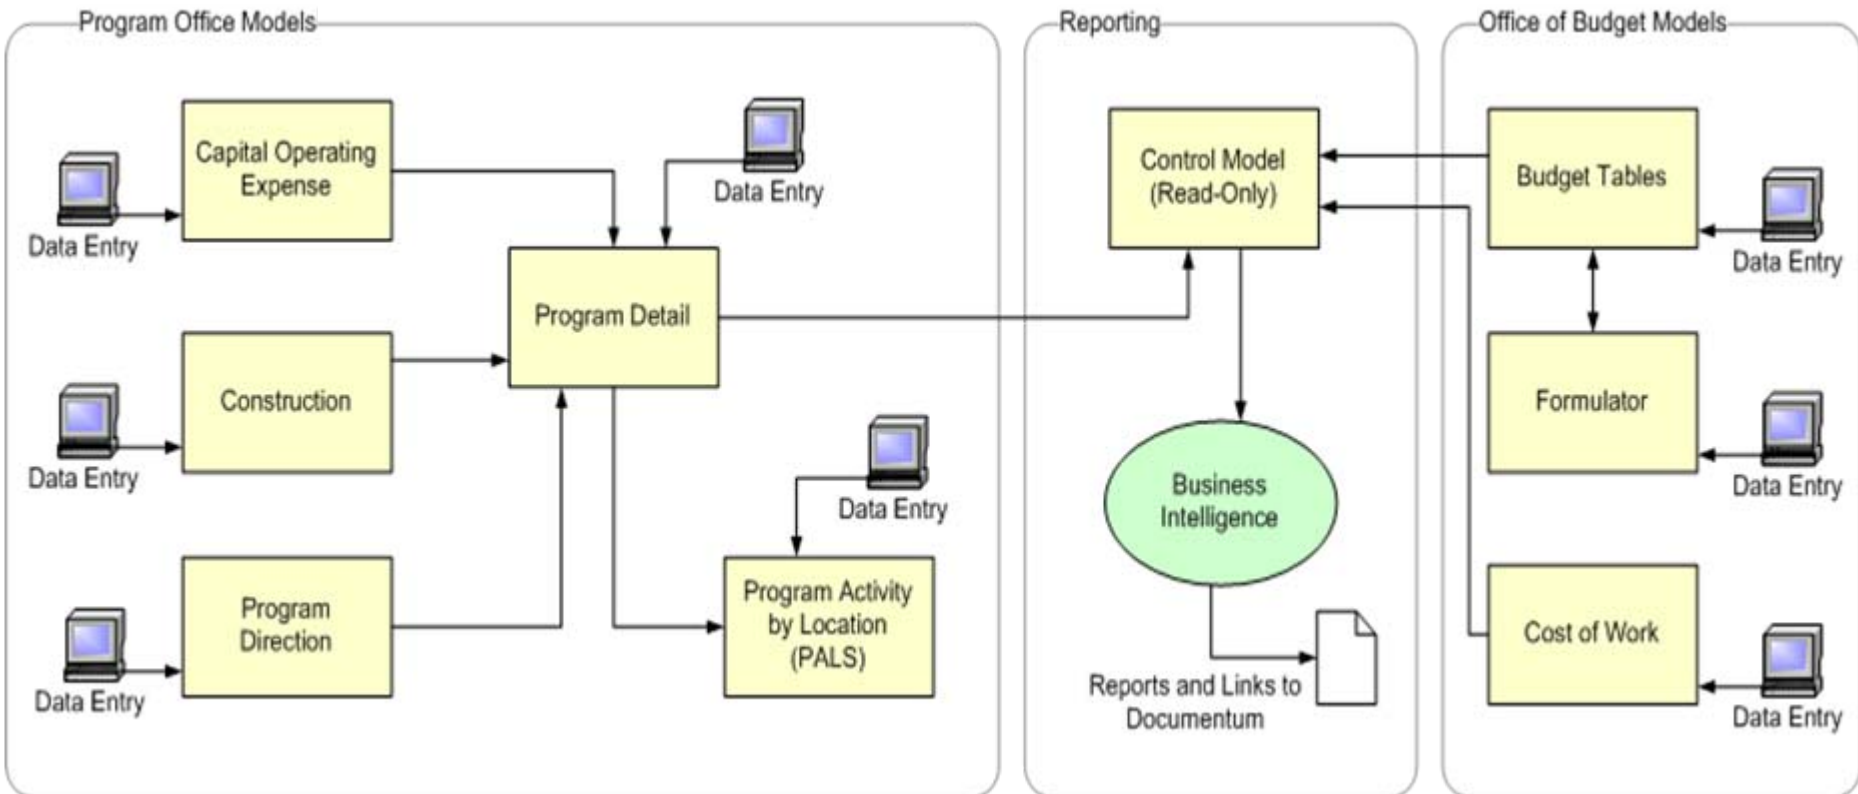 Program Office Models
Capital Operating
Expense
Data Entry
Data Entry
Program Detail
Construction
Data Entry
Data Entry
Program
Direction
Data Entry
Program Activity
by Location
(PALS)
Reporting
Control Model
(Read-Only)
Business
Intelligence
Reports and Links to
Documentum
Office of Budget Models
Budget Tables
Data Entry
Formulator
Data Entry
Cost of Work
Data Entry